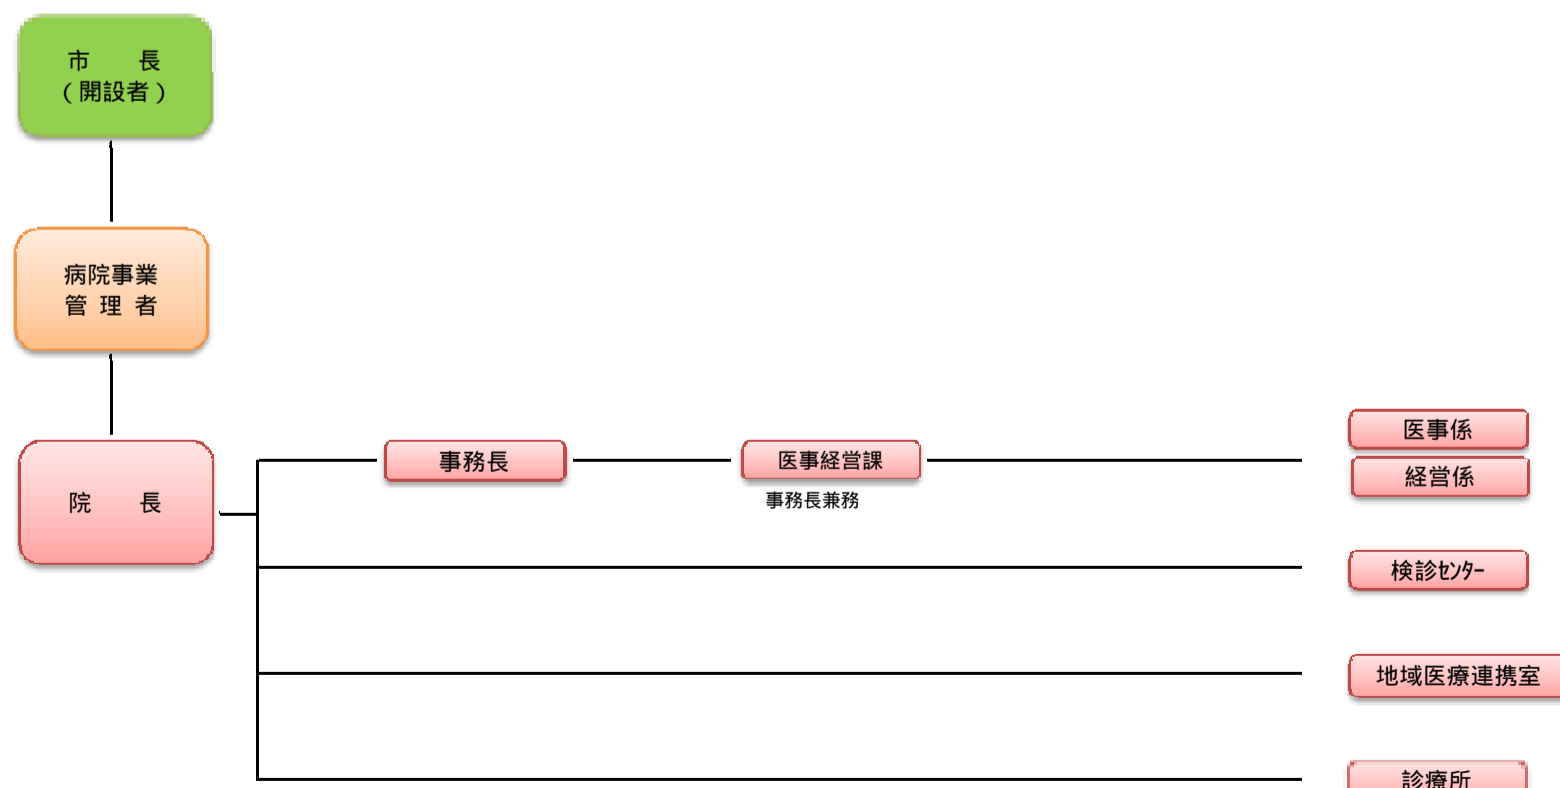 市　　長
（開設者）
病院事業
管 理 者
院　　長
事務長
医事経営課
事務長兼務
医事係
経営係
検診ｾﾝﾀｰ
地域医療連携室
診療所